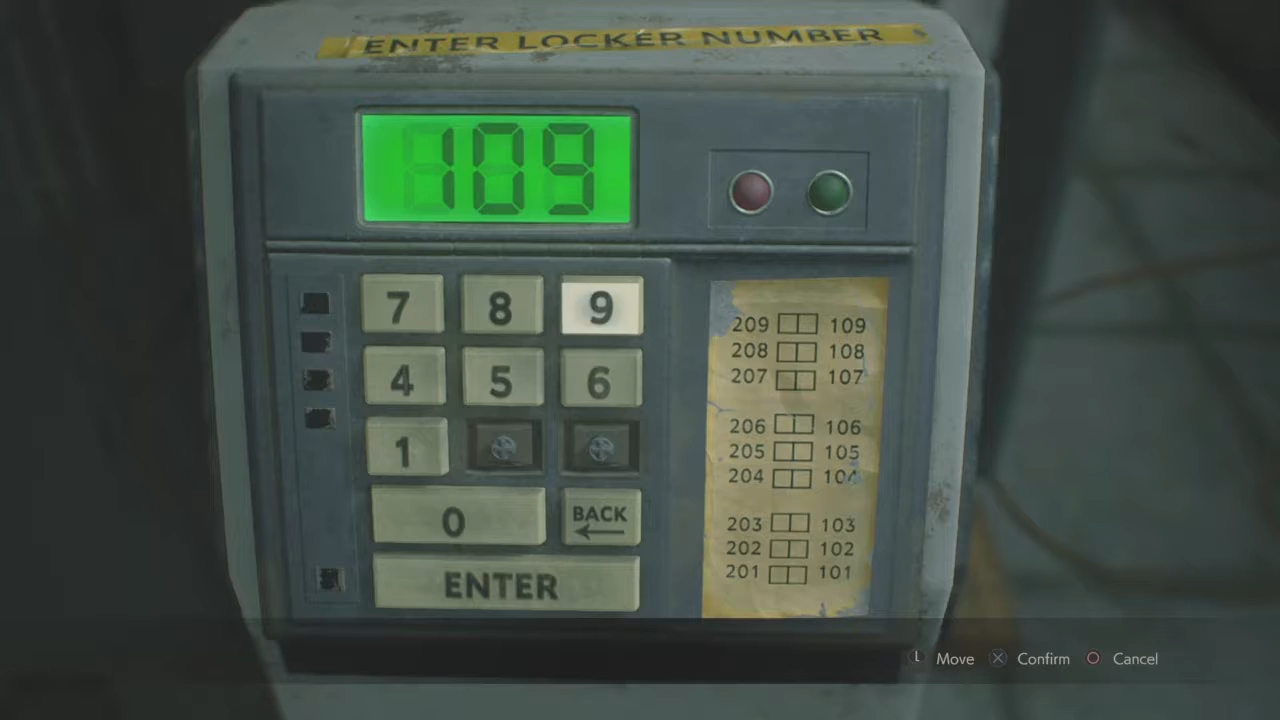 ENTER LOCKER NUMBER
109
7 8 9
4 5 6
1
0 BACK
ENTER
209 109
208 108
207 107
206 106
205 105
204 104
203 103
202 102
201 101
L Move Confirm Cancel